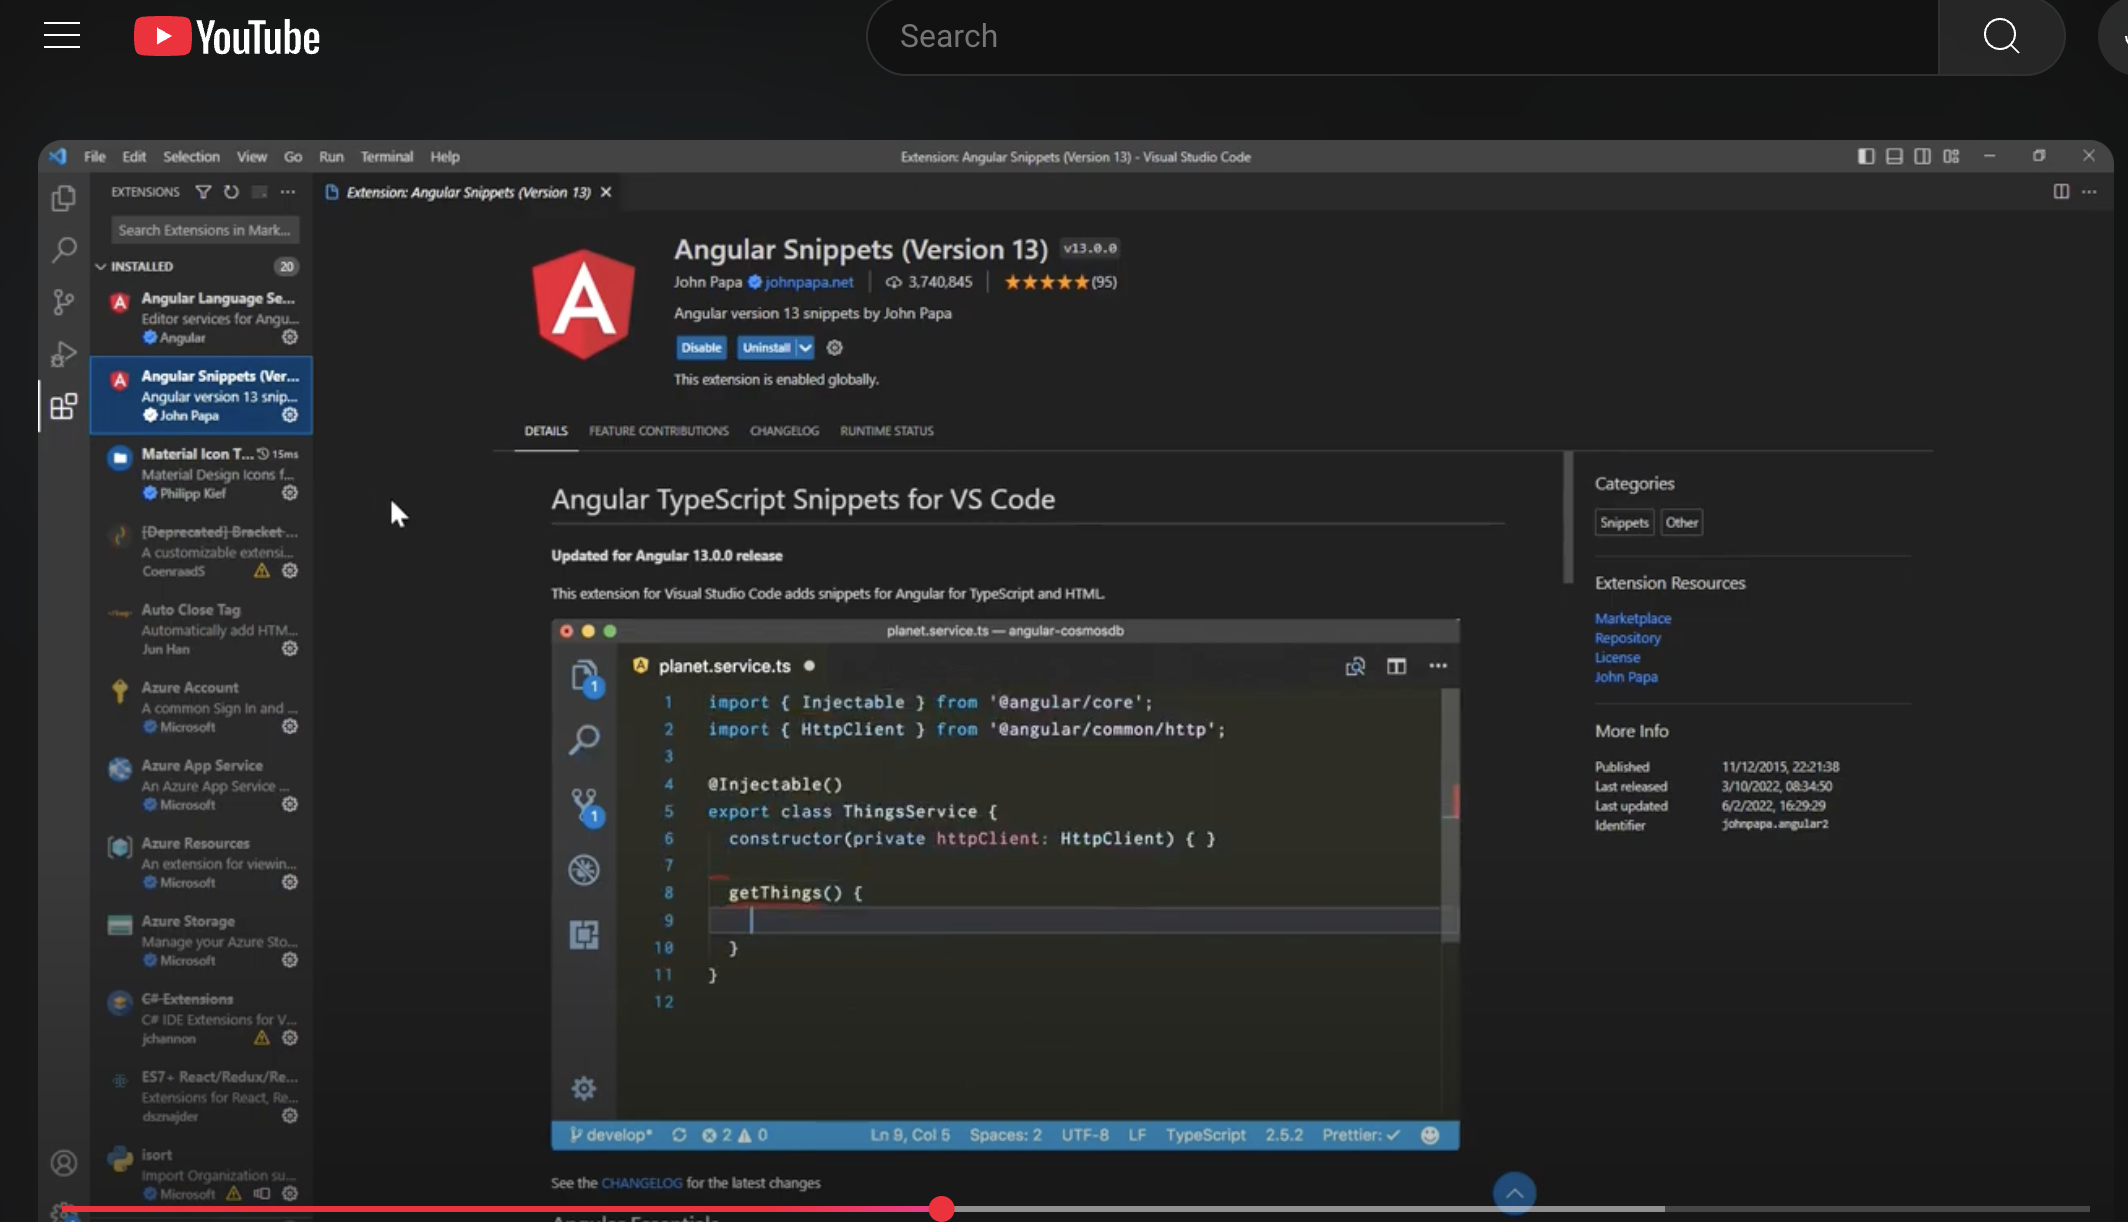 YouTube
Search
File Edit Selection View Go Run Terminal Help
Extension: Angular Snippets (Version 13) - Visual Studio Code
EXTENSIONS
Extension: Angular Snippets (Version 13)
Search Extensions in Mark...
INSTALLED 20
Angular Language Se...
Editor services for Angu...
Angular
Angular Snippets (Ver...
Angular version 13 snip...
John Papa
Material Icon T... 15ms
Material Design Icons f...
Philipp Kief
[Deprecated] Bracket ...
A customizable extensi...
CoenraadS
Auto Close Tag
Automatically add HTM...
Jun Han
Azure Account
A common Sign In and ...
Microsoft
Azure App Service
An Azure App Service ...
Microsoft
Azure Resources
An extension for viewin...
Microsoft
Azure Storage
Manage your Azure Sto...
Microsoft
C# Extensions
C# IDE Extensions for V...
jchannon
ES7+ React/Redux/Re...
Extensions for React, Re...
dsznajder
isort
Import Organization su...
Microsoft
Angular Snippets (Version 13) v13.0.0
John Papa johnpapa.net 3,740,845 (95)
Angular version 13 snippets by John Papa
Disable Uninstall
This extension is enabled globally.
DETAILS FEATURE CONTRIBUTIONS CHANGELOG RUNTIME STATUS
Angular TypeScript Snippets for VS Code
Updated for Angular 13.0.0 release
This extension for Visual Studio Code adds snippets for Angular for TypeScript and HTML.
planet.service.ts — angular-cosmosdb
planet.service.ts
1
1
1 import { Injectable } from '@angular/core';
2 import { HttpClient } from '@angular/common/http';
3
4 @Injectable()
5 export class ThingsService {
6 constructor(private httpClient: HttpClient) { }
7
8 getThings() {
9
10 }
11 }
12
develop* 2 0 Ln 9, Col 5 Spaces: 2 UTF-8 LF TypeScript 2.5.2 Prettier: ✓
See the CHANGELOG for the latest changes
Angular Essentials
Categories
Snippets Other
Extension Resources
Marketplace
Repository
License
John Papa
More Info
Published 11/12/2015, 22:21:38
Last released 3/10/2022, 08:34:50
Last updated 6/2/2022, 16:29:29
Identifier johnpapa.angular2